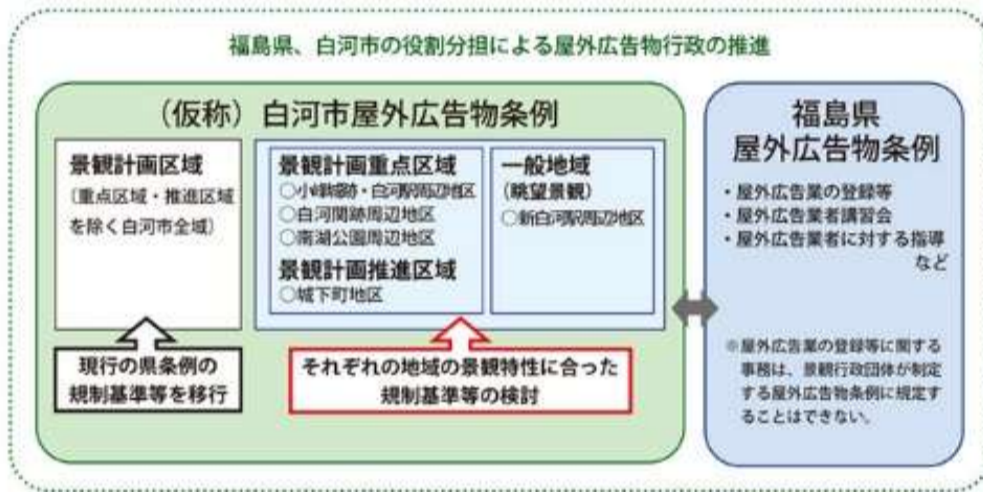 福島県、白河市の役割分担による屋外広告物行政の推進
（仮称）白河市屋外広告物条例
景観計画区域
（重点区域・推進区域
を除く白河市全域）
景観計画重点区域
○小峰城跡・白河駅周辺地区
○白河関跡周辺地区
○南湖公園周辺地区
景観計画推進区域
○城下町地区
一般地域
（眺望景観）
○新白河駅周辺地区
現行の県条例の
規制基準等を移行
それぞれの地域の景観特性に合った
規制基準等の検討
福島県
屋外広告物条例
・屋外広告業の登録等
・屋外広告業者講習会
・屋外広告業者に対する指導
など
※屋外広告業の登録等に関する
事務は、景観行政団体が制定
する屋外広告物条例に規定す
ることはできない。